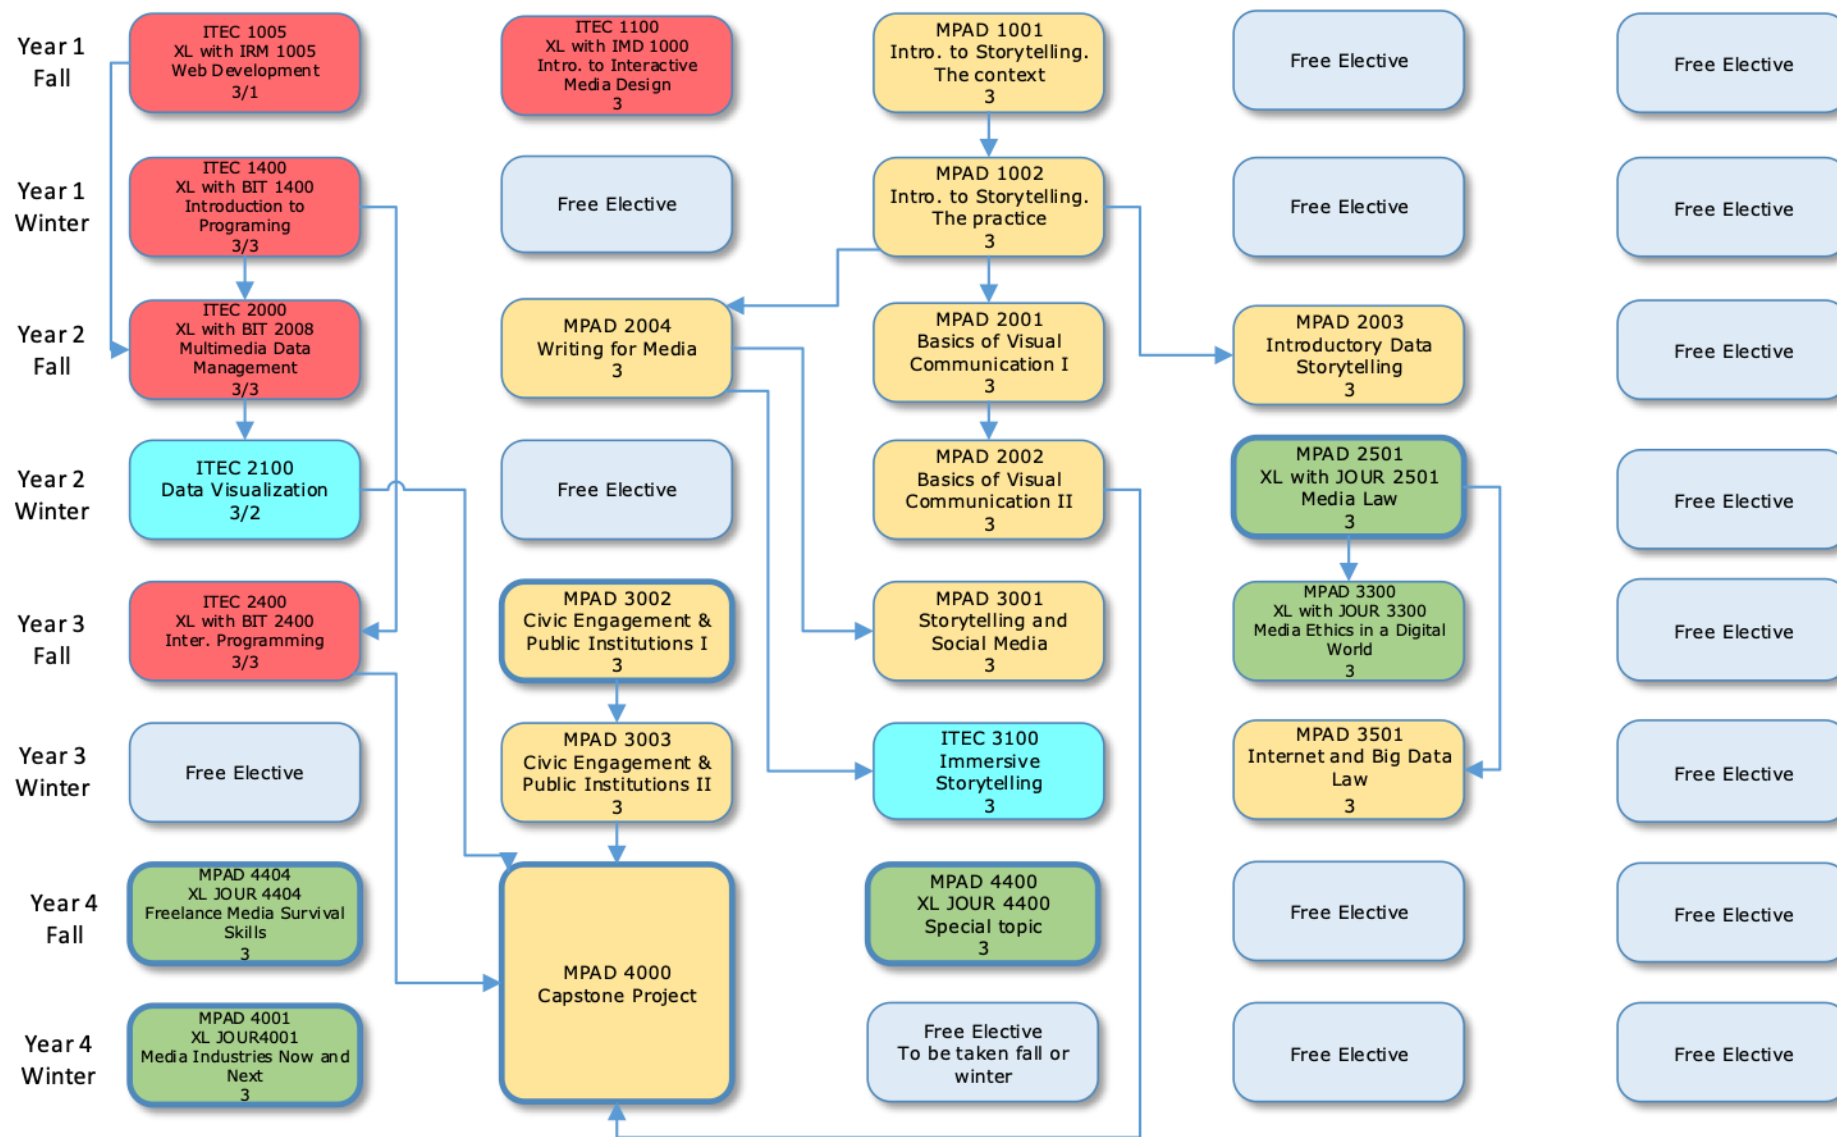 Year 1
Fall
ITEC 1005
XL with IRM 1005
Web Development
3/1
ITEC 1100
XL with IMD 1000
Intro. to Interactive
Media Design
3
MPAD 1001
Intro. to Storytelling.
The context
3
Free Elective
Free Elective
Year 1
Winter
ITEC 1400
XL with BIT 1400
Introduction to
Programing
3/3
Free Elective
MPAD 1002
Intro. to Storytelling.
The practice
3
Free Elective
Free Elective
Year 2
Fall
ITEC 2000
XL with BIT 2008
Multimedia Data
Management
3/3
MPAD 2004
Writing for Media
3
MPAD 2001
Basics of Visual
Communication I
3
MPAD 2003
Introductory Data
Storytelling
3
Free Elective
Year 2
Winter
ITEC 2100
Data Visualization
3/2
Free Elective
MPAD 2002
Basics of Visual
Communication II
3
MPAD 2501
XL with JOUR 2501
Media Law
3
Free Elective
Year 3
Fall
ITEC 2400
XL with BIT 2400
Inter. Programming
3/3
MPAD 3002
Civic Engagement &
Public Institutions I
3
MPAD 3001
Storytelling and
Social Media
3
MPAD 3300
XL with JOUR 3300
Media Ethics in a Digital
World
3
Free Elective
Year 3
Winter
Free Elective
MPAD 3003
Civic Engagement &
Public Institutions II
3
ITEC 3100
Immersive
Storytelling
3
MPAD 3501
Internet and Big Data
Law
3
Free Elective
Year 4
Fall
MPAD 4404
XL JOUR 4404
Freelance Media Survival
Skills
3
MPAD 4000
Capstone Project
MPAD 4400
XL JOUR 4400
Special topic
3
Free Elective
Free Elective
Year 4
Winter
MPAD 4001
XL JOUR4001
Media Industries Now and
Next
3
Free Elective
To be taken fall or
winter
Free Elective
Free Elective